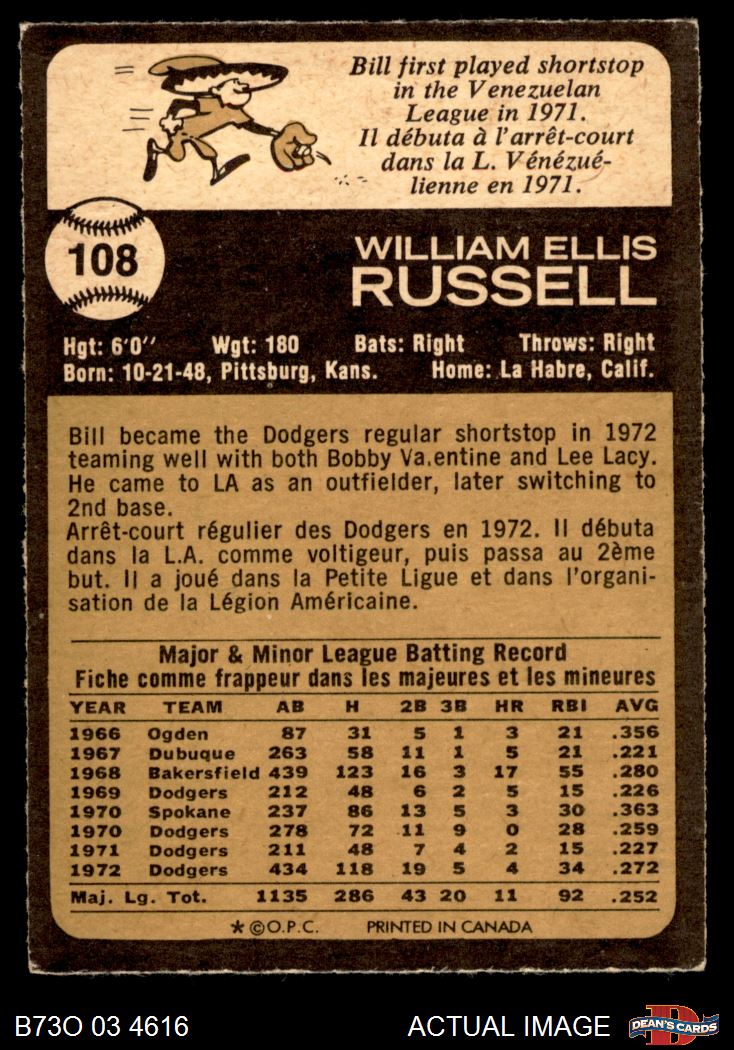 Bill first played shortstop
in the Venezuelan
League in 1971.
Il débuta à l'arrêt-court
dans la L. Vénézué-
lienne en 1971.
108
WILLIAM ELLIS
RUSSELL
Hgt: 6'0" Wgt: 180 Bats: Right Throws: Right
Born: 10-21-48, Pittsburg, Kans. Home: La Habre, Calif.
Bill became the Dodgers regular shortstop in 1972
teaming well with both Bobby Va.entine and Lee Lacy.
He came to LA as an outfielder, later switching to
2nd base.
Arrêt-court régulier des Dodgers en 1972. Il débuta
dans la L.A. comme voltigeur, puis passa au 2ème
but. Il a joué dans la Petite Ligue et dans l'organi-
sation de la Légion Américaine.
Major & Minor League Batting Record
Fiche comme frappeur dans les majeures et les mineures
YEAR TEAM AB H 2B 3B HR RBI AVG
1966 Ogden 87 31 5 1 3 21 .356
1967 Dubuque 263 58 11 1 5 21 .221
1968 Bakersfield 439 123 16 3 17 55 .280
1969 Dodgers 212 48 6 2 5 15 .226
1970 Spokane 237 86 13 5 3 30 .363
1970 Dodgers 278 72 11 9 0 28 .259
1971 Dodgers 211 48 7 4 2 15 .227
1972 Dodgers 434 118 19 5 4 34 .272
Maj. Lg. Tot. 1135 286 43 20 11 92 .252
* © O.P.C. PRINTED IN CANADA
B73O 03 4616 ACTUAL IMAGE D DEAN'S CARDS